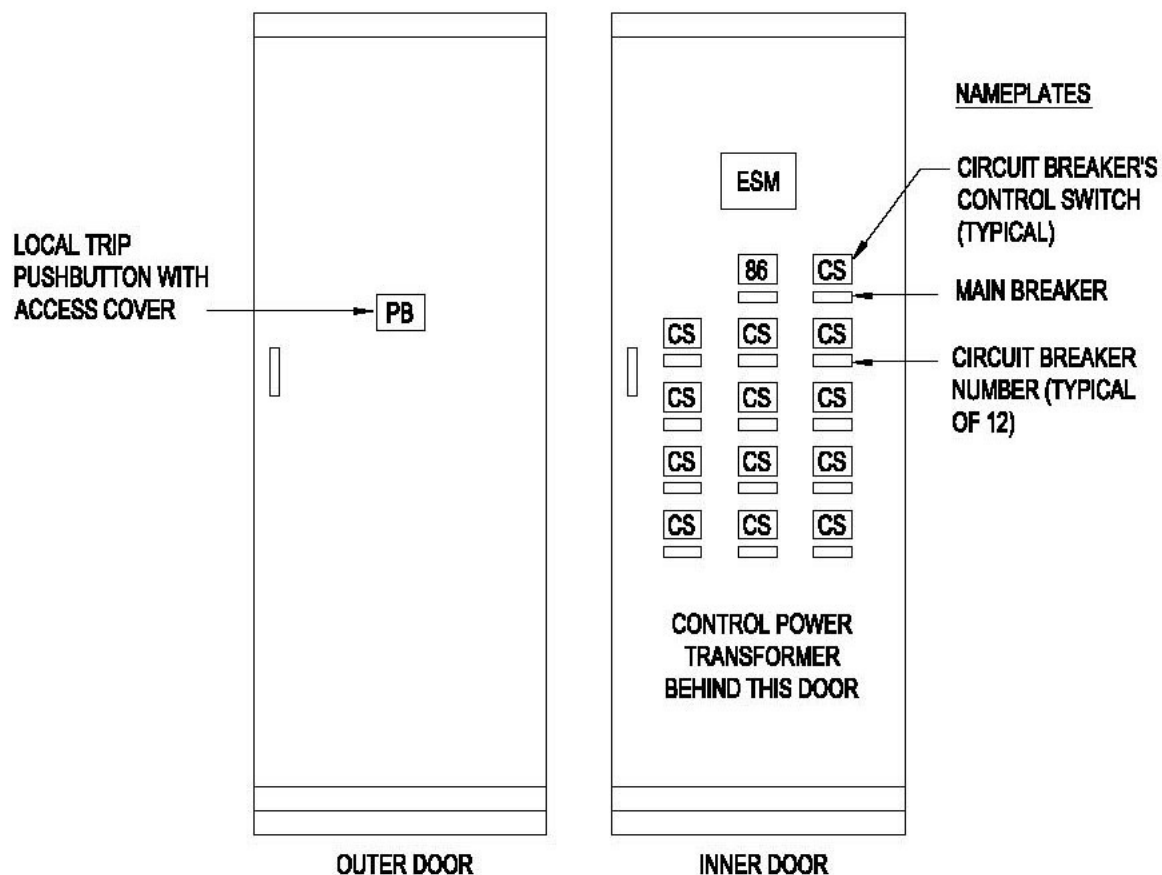 NAMEPLATES
ESM
CIRCUIT BREAKER'S
CONTROL SWITCH
(TYPICAL)
LOCAL TRIP
PUSHBUTTON WITH
ACCESS COVER
PB
86 CS
MAIN BREAKER
CS CS CS
CIRCUIT BREAKER
NUMBER (TYPICAL
OF 12)
CS CS CS
CS CS CS
CS CS CS
CONTROL POWER
TRANSFORMER
BEHIND THIS DOOR
OUTER DOOR
INNER DOOR